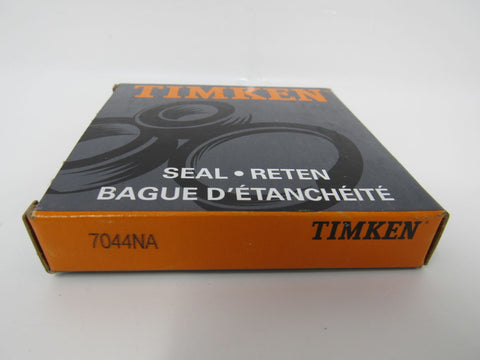 TIMKEN
SEAL • RETEN
BAGUE D'ÉTANCHÉITÉ
7044NA
TIMKEN